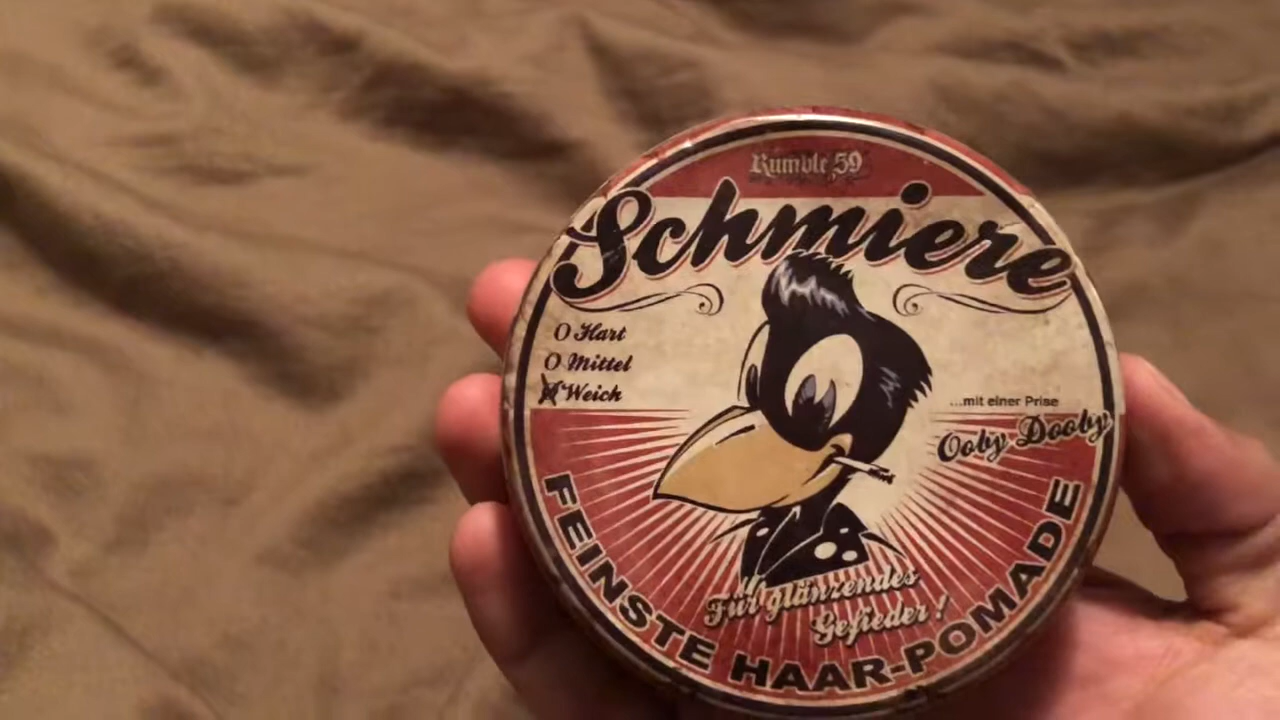 Rumble 59
Schmiere
O Hart
O Mittel
X Weich
...mit einer Prise
Ooby Dooby
Für glänzendes
Gefieder!
FEINSTE HAAR-POMADE